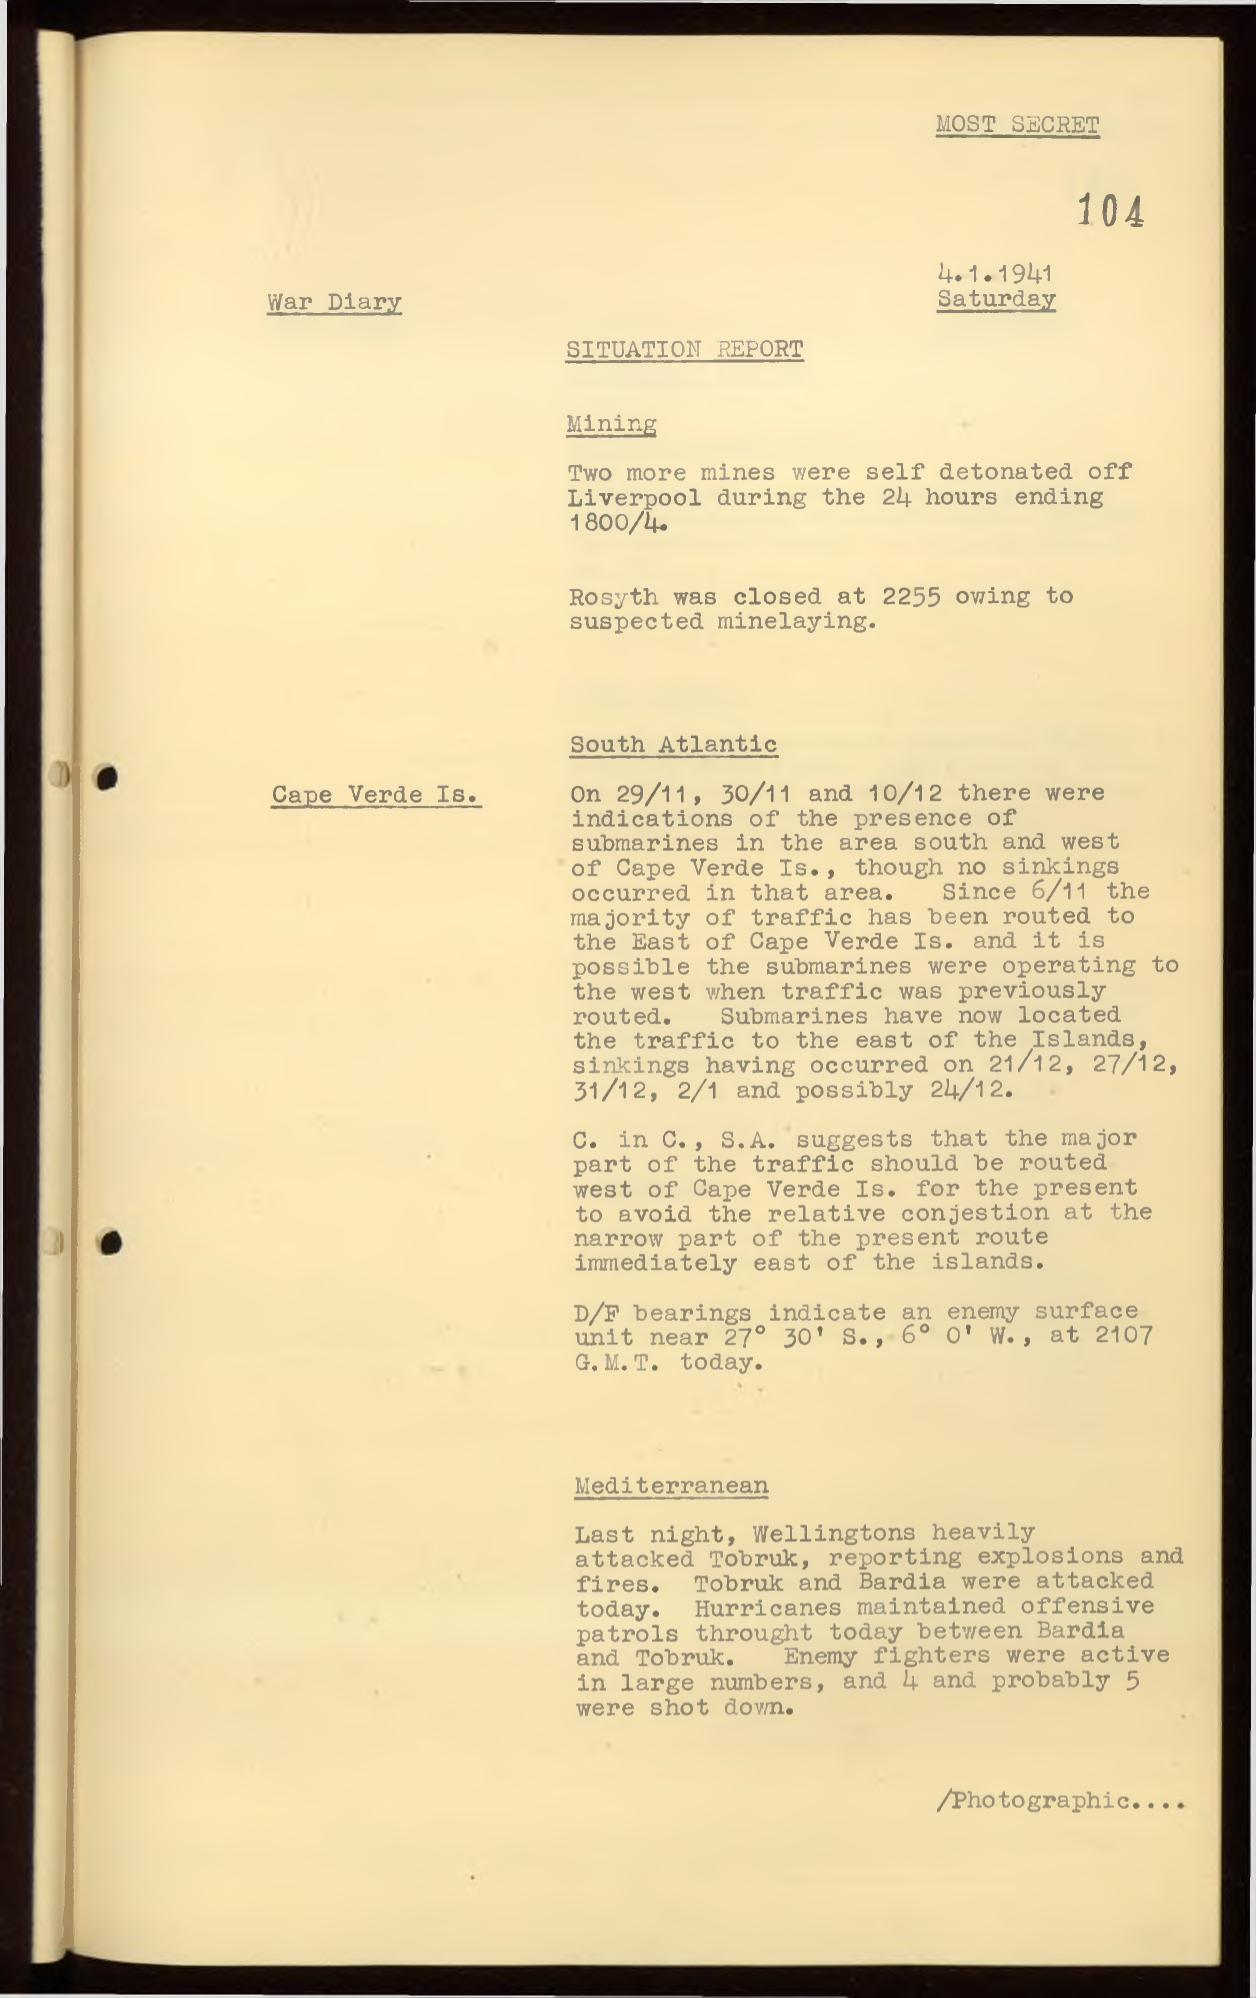 MOST SECRET
104
4.1.1941
War Diary
Saturday
SITUATION REPORT
Mining
Two more mines were self detonated off
Liverpool during the 24 hours ending
1800/4.
Rosyth was closed at 2255 owing to
suspected minelaying.
South Atlantic
Cape Verde Is.
On 29/11, 30/11 and 10/12 there were
indications of the presence of
submarines in the area south and west
of Cape Verde Is., though no sinkings
occurred in that area. Since 6/11 the
majority of traffic has been routed to
the East of Cape Verde Is. and it is
possible the submarines were operating to
the west when traffic was previously
routed. Submarines have now located
the traffic to the east of the Islands,
sinkings having occurred on 21/12, 27/12,
31/12, 2/1 and possibly 24/12.
C. in C., S.A. suggests that the major
part of the traffic should be routed
west of Cape Verde Is. for the present
to avoid the relative conjestion at the
narrow part of the present route
immediately east of the islands.
D/F bearings indicate an enemy surface
unit near 27° 30' S., 6° 0' W., at 2107
G.M.T. today.
Mediterranean
Last night, Wellingtons heavily
attacked Tobruk, reporting explosions and
fires. Tobruk and Bardia were attacked
today. Hurricanes maintained offensive
patrols throught today between Bardia
and Tobruk. Enemy fighters were active
in large numbers, and 4 and probably 5
were shot down.
/Photographic....